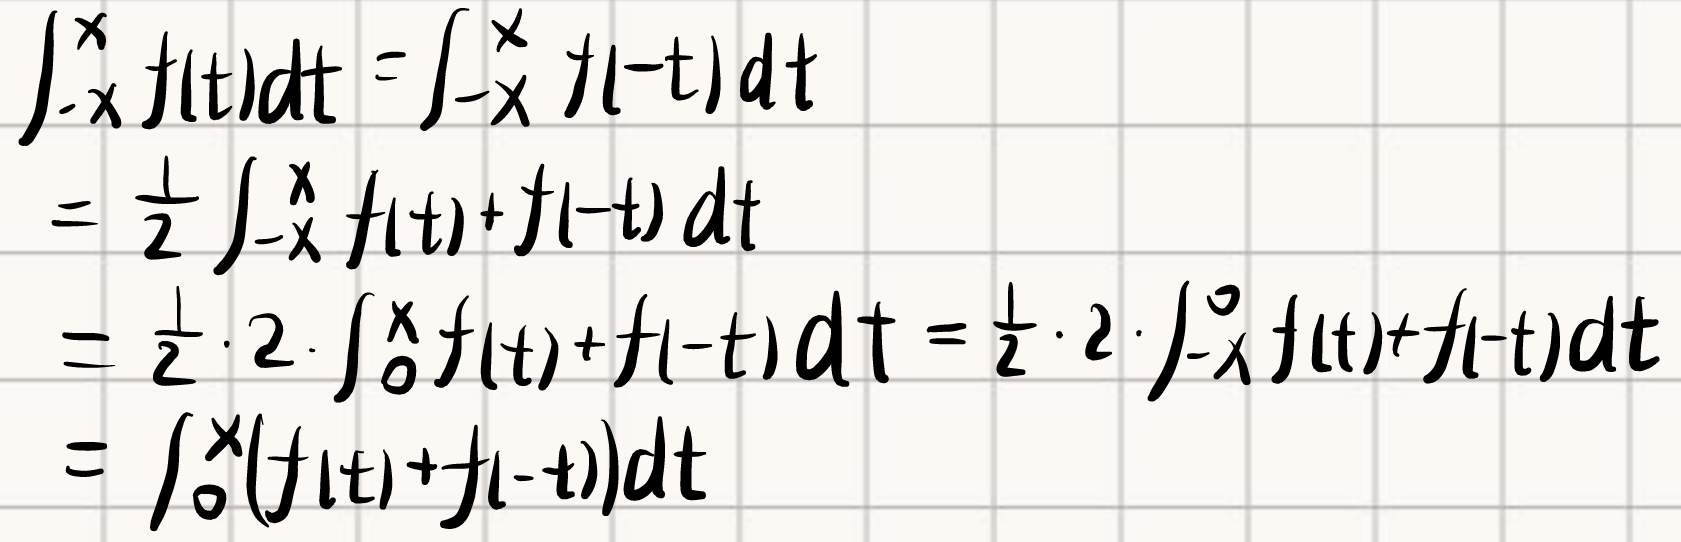 ∫_{-x}^{x} f(t)dt = ∫_{-x}^{x} f(-t)dt
= 1/2 ∫_{-x}^{x} f(t)+f(-t) dt
= 1/2 · 2 · ∫_{0}^{x} f(t)+f(-t) dt = 1/2 · 2 · ∫_{-x}^{0} f(t)+f(-t)dt
= ∫_{0}^{x} (f(t)+f(-t))dt